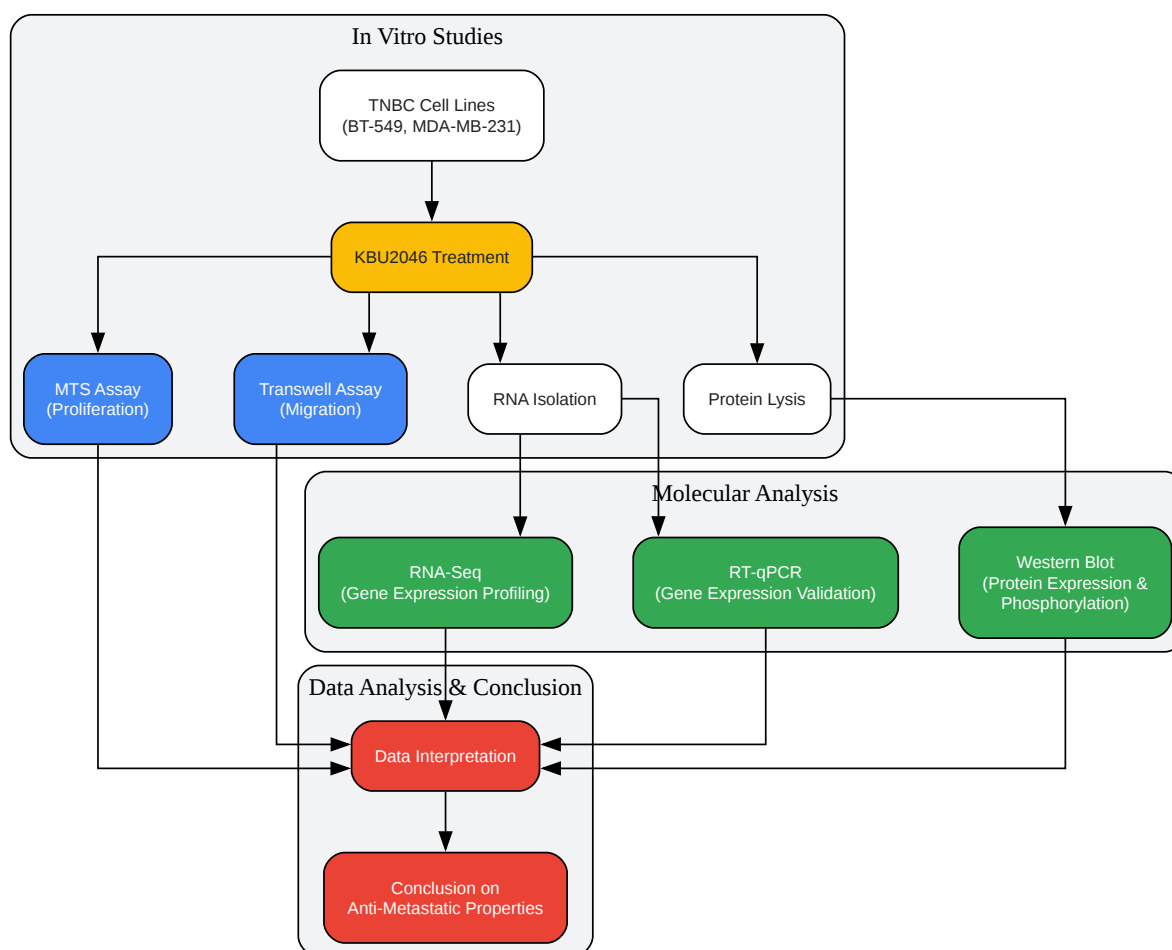 In Vitro Studies
TNBC Cell Lines
(BT-549, MDA-MB-231)
KBU2046 Treatment
MTS Assay
(Proliferation)
Transwell Assay
(Migration)
RNA Isolation
Protein Lysis
Molecular Analysis
RNA-Seq
(Gene Expression Profiling)
RT-qPCR
(Gene Expression Validation)
Western Blot
(Protein Expression &
Phosphorylation)
Data Analysis & Conclusion
Data Interpretation
Conclusion on
Anti-Metastatic Properties